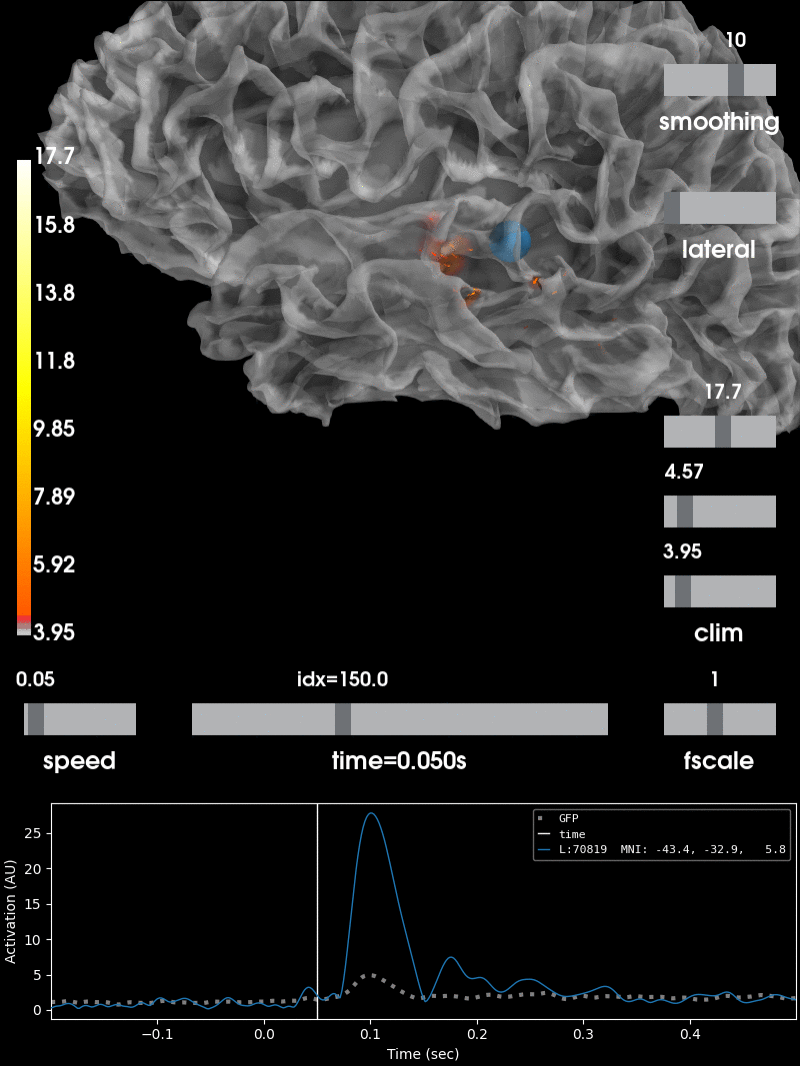 10
smoothing
lateral
17.7
15.8
13.8
11.8
9.85
7.89
5.92
3.95
17.7
4.57
3.95
clim
0.05
speed
idx=150.0
time=0.050s
1
fscale
Activation (AU)
25
20
15
10
5
0
GFP
time
L:70819 MNI: -43.4, -32.9, 5.8
−0.1 0.0 0.1 0.2 0.3 0.4
Time (sec)